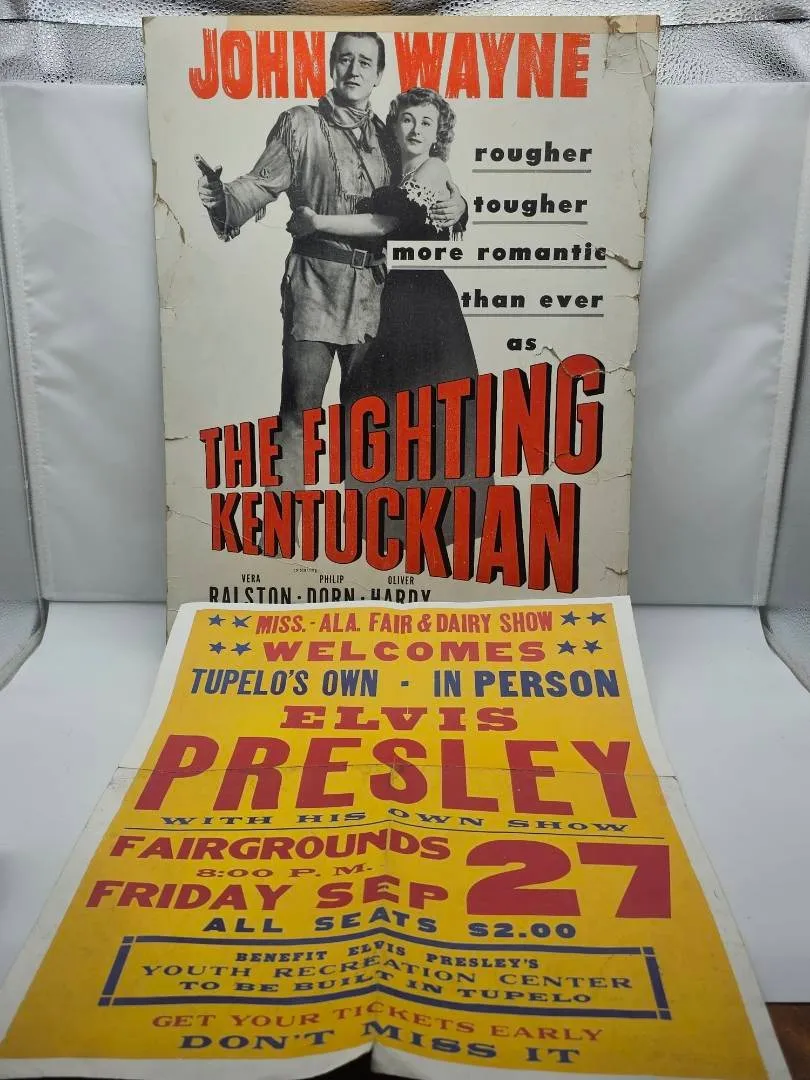 JOHN WAYNE
rougher
tougher
more romantic
than ever
as
THE FIGHTING
KENTUCKIAN
VERA PHILIP OLIVER
RALSTON · DORN · HARDY
MISS.-ALA. FAIR & DAIRY SHOW
WELCOMES
TUPELO'S OWN - IN PERSON
ELVIS
PRESLEY
WITH HIS OWN SHOW
FAIRGROUNDS
8:00 P. M.
FRIDAY SEP 27
ALL SEATS $2.00
BENEFIT ELVIS PRESLEY'S
YOUTH RECREATION CENTER
TO BE BUILT IN TUPELO
GET YOUR TICKETS EARLY
DON'T MISS IT